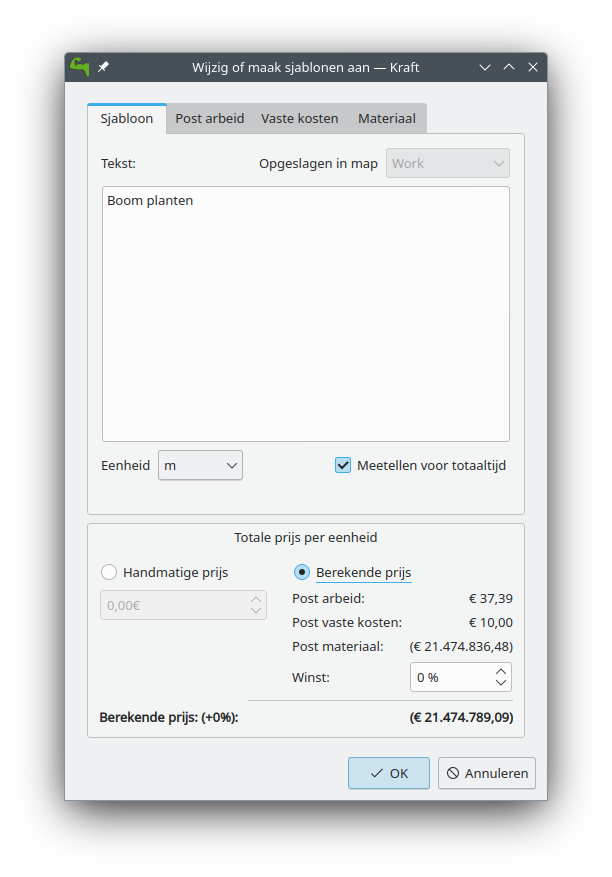 Wijzig of maak sjablonen aan — Kraft
Sjabloon Post arbeid Vaste kosten Materiaal
Tekst: Opgeslagen in map Work
Boom planten
Eenheid m Meetellen voor totaaltijd
Totale prijs per eenheid
Handmatige prijs Berekende prijs
0,00€
Post arbeid: € 37,39
Post vaste kosten: € 10,00
Post materiaal: (€ 21.474.836,48)
Winst: 0 %
Berekende prijs: (+0%): (€ 21.474.789,09)
OK Annuleren